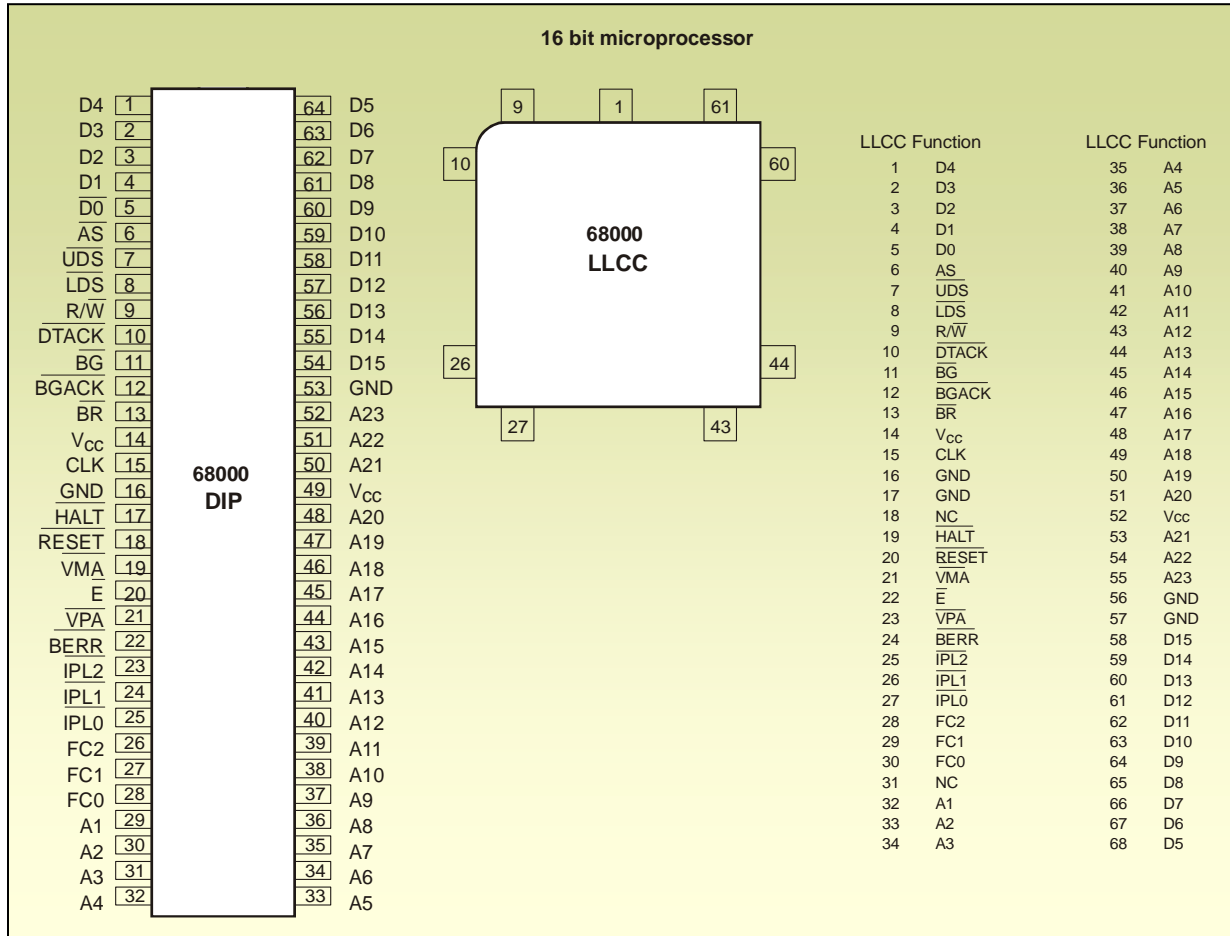 16 bit microprocessor
D4 1
D3 2
D2 3
D1 4
D0 5
AS 6
UDS 7
LDS 8
R/W 9
DTACK 10
BG 11
BGACK 12
BR 13
VCC 14
CLK 15
GND 16
HALT 17
RESET 18
VMA 19
E 20
VPA 21
BERR 22
IPL2 23
IPL1 24
IPL0 25
FC2 26
FC1 27
FC0 28
A1 29
A2 30
A3 31
A4 32
68000
DIP
64 D5
63 D6
62 D7
61 D8
60 D9
59 D10
58 D11
57 D12
56 D13
55 D14
54 D15
53 GND
52 A23
51 A22
50 A21
49 VCC
48 A20
47 A19
46 A18
45 A17
44 A16
43 A15
42 A14
41 A13
40 A12
39 A11
38 A10
37 A9
36 A8
35 A7
34 A6
33 A5
9 1 61
10 60
68000
LLCC
26 44
27 43
LLCC Function
1 D4
2 D3
3 D2
4 D1
5 D0
6 AS
7 UDS
8 LDS
9 R/W
10 DTACK
11 BG
12 BGACK
13 BR
14 Vcc
15 CLK
16 GND
17 GND
18 NC
19 HALT
20 RESET
21 VMA
22 E
23 VPA
24 BERR
25 IPL2
26 IPL1
27 IPL0
28 FC2
29 FC1
30 FC0
31 NC
32 A1
33 A2
34 A3
LLCC Function
35 A4
36 A5
37 A6
38 A7
39 A8
40 A9
41 A10
42 A11
43 A12
44 A13
45 A14
46 A15
47 A16
48 A17
49 A18
50 A19
51 A20
52 Vcc
53 A21
54 A22
55 A23
56 GND
57 GND
58 D15
59 D14
60 D13
61 D12
62 D11
63 D10
64 D9
65 D8
66 D7
67 D6
68 D5